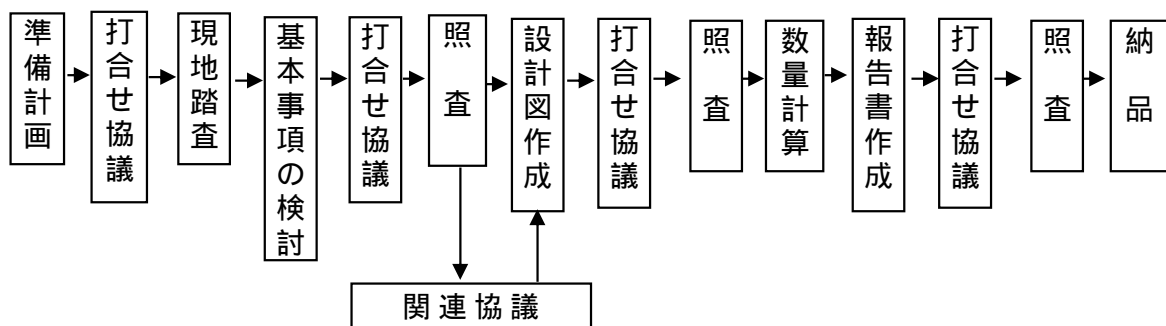 準備計画
打合せ協議
現地踏査
基本事項の検討
打合せ協議
照査
設計図作成
打合せ協議
照査
数量計算
報告書作成
打合せ協議
照査
納品
関連協議